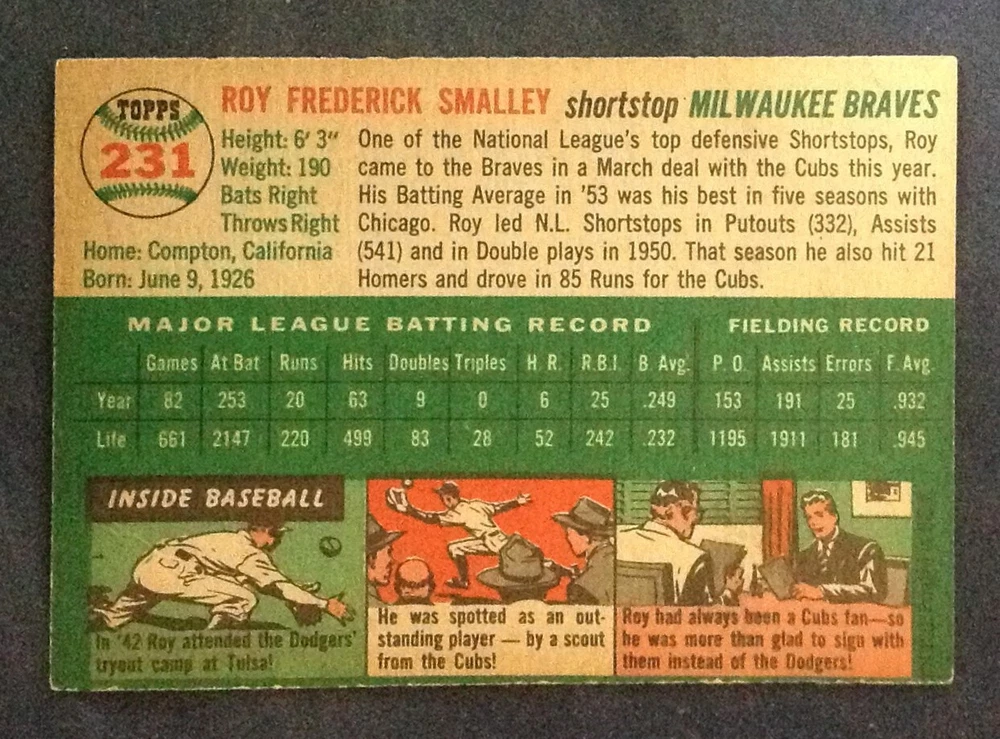 TOPPS
231
ROY FREDERICK SMALLEY shortstop MILWAUKEE BRAVES
Height: 6' 3"
Weight: 190
Bats Right
Throws Right
Home: Compton, California
Born: June 9, 1926
One of the National League's top defensive Shortstops, Roy
came to the Braves in a March deal with the Cubs this year.
His Batting Average in '53 was his best in five seasons with
Chicago. Roy led N.L. Shortstops in Putouts (332), Assists
(541) and in Double plays in 1950. That season he also hit 21
Homers and drove in 85 Runs for the Cubs.
MAJOR LEAGUE BATTING RECORD FIELDING RECORD
Games At Bat Runs Hits Doubles Triples H. R. R.B.I. B. Avg. P. O. Assists Errors F. Avg.
Year 82 253 20 63 9 0 6 25 .249 153 191 25 .932
Life 661 2147 220 499 83 28 52 242 .232 1195 1911 181 .945
INSIDE BASEBALL
In '42 Roy attended the Dodgers'
tryout camp at Tulsa!
He was spotted as an out-
standing player — by a scout
from the Cubs!
Roy had always been a Cubs fan—so
he was more than glad to sign with
them instead of the Dodgers!